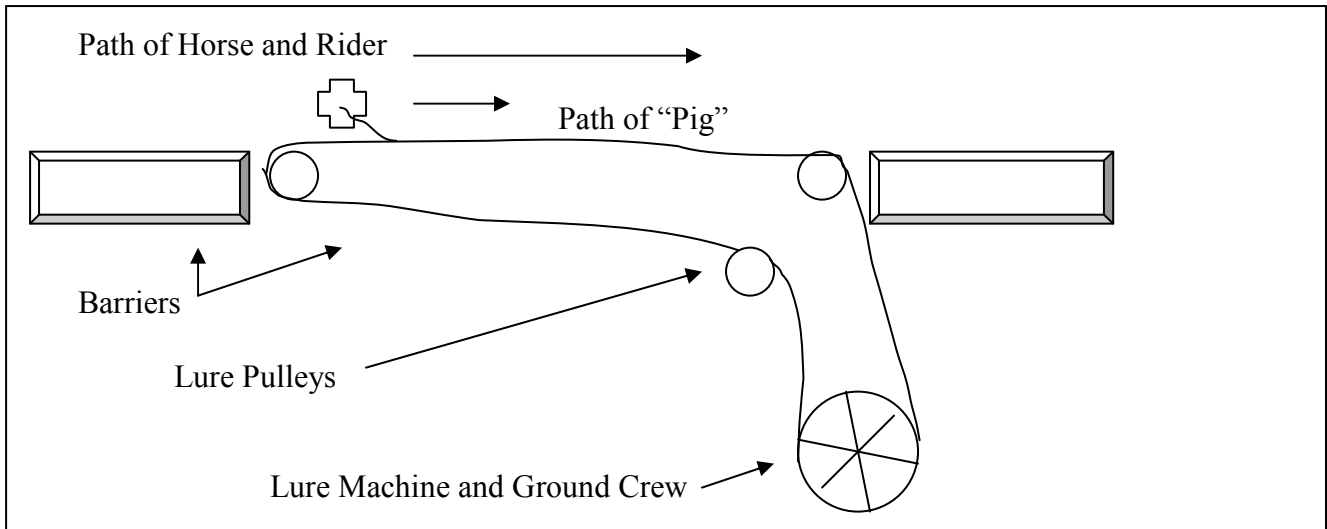 Path of Horse and Rider
Path of “Pig”
Barriers
Lure Pulleys
Lure Machine and Ground Crew